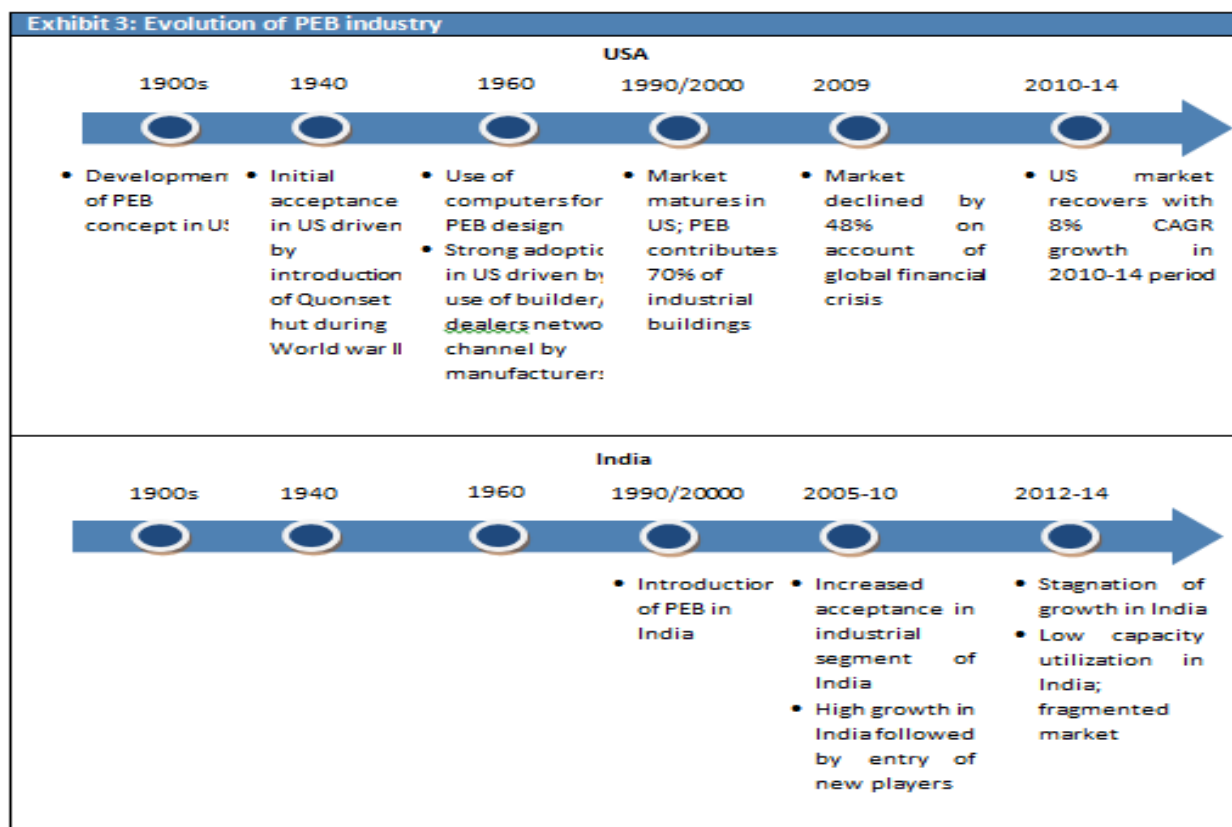 Exhibit 3: Evolution of PEB industry
USA
1900s
1940
1960
1990/2000
2009
2010-14
• Developmen
of PEB
concept in U
• Initial
acceptance
in US driven
by
introduction
of Quonset
hut during
World war II
• Use of
computers for
PEB design
• Strong adopti
in US driven by
use of builder/
dealers netwo
channel by
manufacturers
• Market
matures in
US; PEB
contributes
70% of
industrial
buildings
• Market
declined by
48% on
account of
global financial
crisis
• US market
recovers with
8% CAGR
growth in
2010-14 period
India
1900s
1940
1960
1990/20000
2005-10
2012-14
• Introduction
of PEB in
India
• Increased
acceptance in
industrial
segment of
India
• High growth in
India followed
by entry of
new players
• Stagnation of
growth in India
• Low capacity
utilization in
India;
fragmented
market